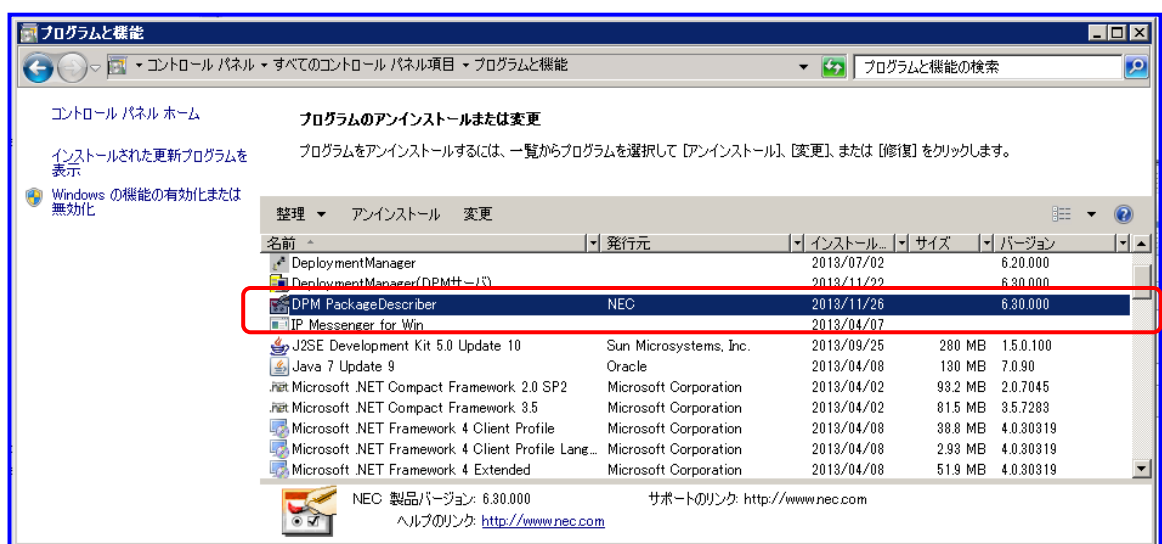 プログラムと機能
コントロール パネル すべてのコントロール パネル項目 プログラムと機能 プログラムと機能の検索
コントロール パネル ホーム
インストールされた更新プログラムを
表示
Windows の機能の有効化または
無効化
プログラムのアンインストールまたは変更
プログラムをアンインストールするには、一覧からプログラムを選択して [アンインストール]、[変更]、または [修復] をクリックします。
整理 アンインストール 変更
名前 発行元 インストール... サイズ バージョン
DeploymentManager 2013/07/02 6.20.000
DeploymentManager(DPMサーバ) 2013/11/22 6.30.000
DPM PackageDescriber NEC 2013/11/26 6.30.000
IP Messenger for Win 2013/04/07
J2SE Development Kit 5.0 Update 10 Sun Microsystems, Inc. 2013/09/25 280 MB 1.5.0.100
Java 7 Update 9 Oracle 2013/04/08 130 MB 7.0.90
Microsoft .NET Compact Framework 2.0 SP2 Microsoft Corporation 2013/04/02 93.2 MB 2.0.7045
Microsoft .NET Compact Framework 3.5 Microsoft Corporation 2013/04/02 81.5 MB 3.5.7283
Microsoft .NET Framework 4 Client Profile Microsoft Corporation 2013/04/08 38.8 MB 4.0.30319
Microsoft .NET Framework 4 Client Profile Lang... Microsoft Corporation 2013/04/08 2.93 MB 4.0.30319
Microsoft .NET Framework 4 Extended Microsoft Corporation 2013/04/08 51.9 MB 4.0.30319
NEC 製品バージョン: 6.30.000 サポートのリンク: http://www.nec.com
ヘルプのリンク: http://www.nec.com